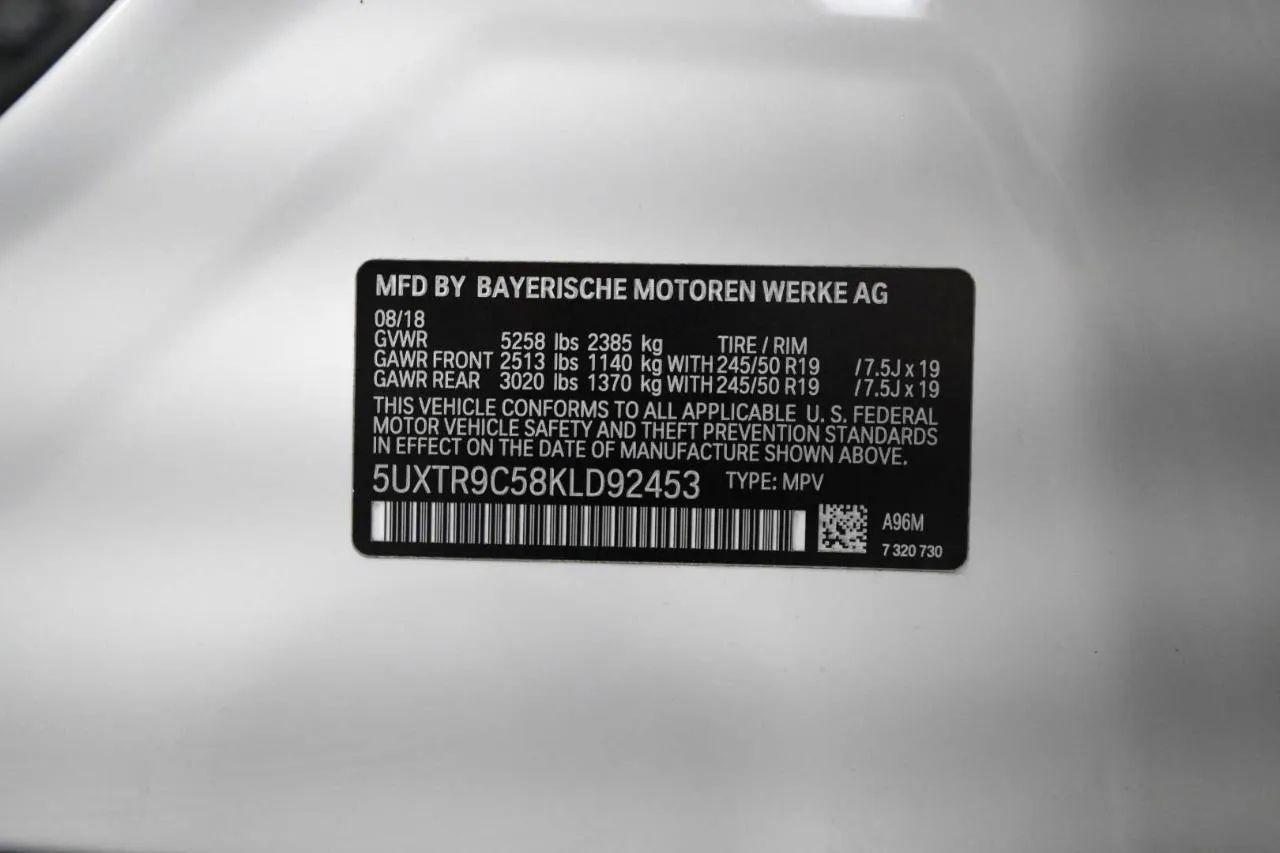 MFD BY BAYERISCHE MOTOREN WERKE AG
08/18
GVWR 5258 lbs 2385 kg TIRE / RIM
GAWR FRONT 2513 lbs 1140 kg WITH 245/50 R19 / 7.5J x 19
GAWR REAR 3020 lbs 1370 kg WITH 245/50 R19 / 7.5J x 19
THIS VEHICLE CONFORMS TO ALL APPLICABLE U. S. FEDERAL
MOTOR VEHICLE SAFETY AND THEFT PREVENTION STANDARDS
IN EFFECT ON THE DATE OF MANUFACTURE SHOWN ABOVE.
5UXTR9C58KLD92453 TYPE: MPV
A96M
7 320 730